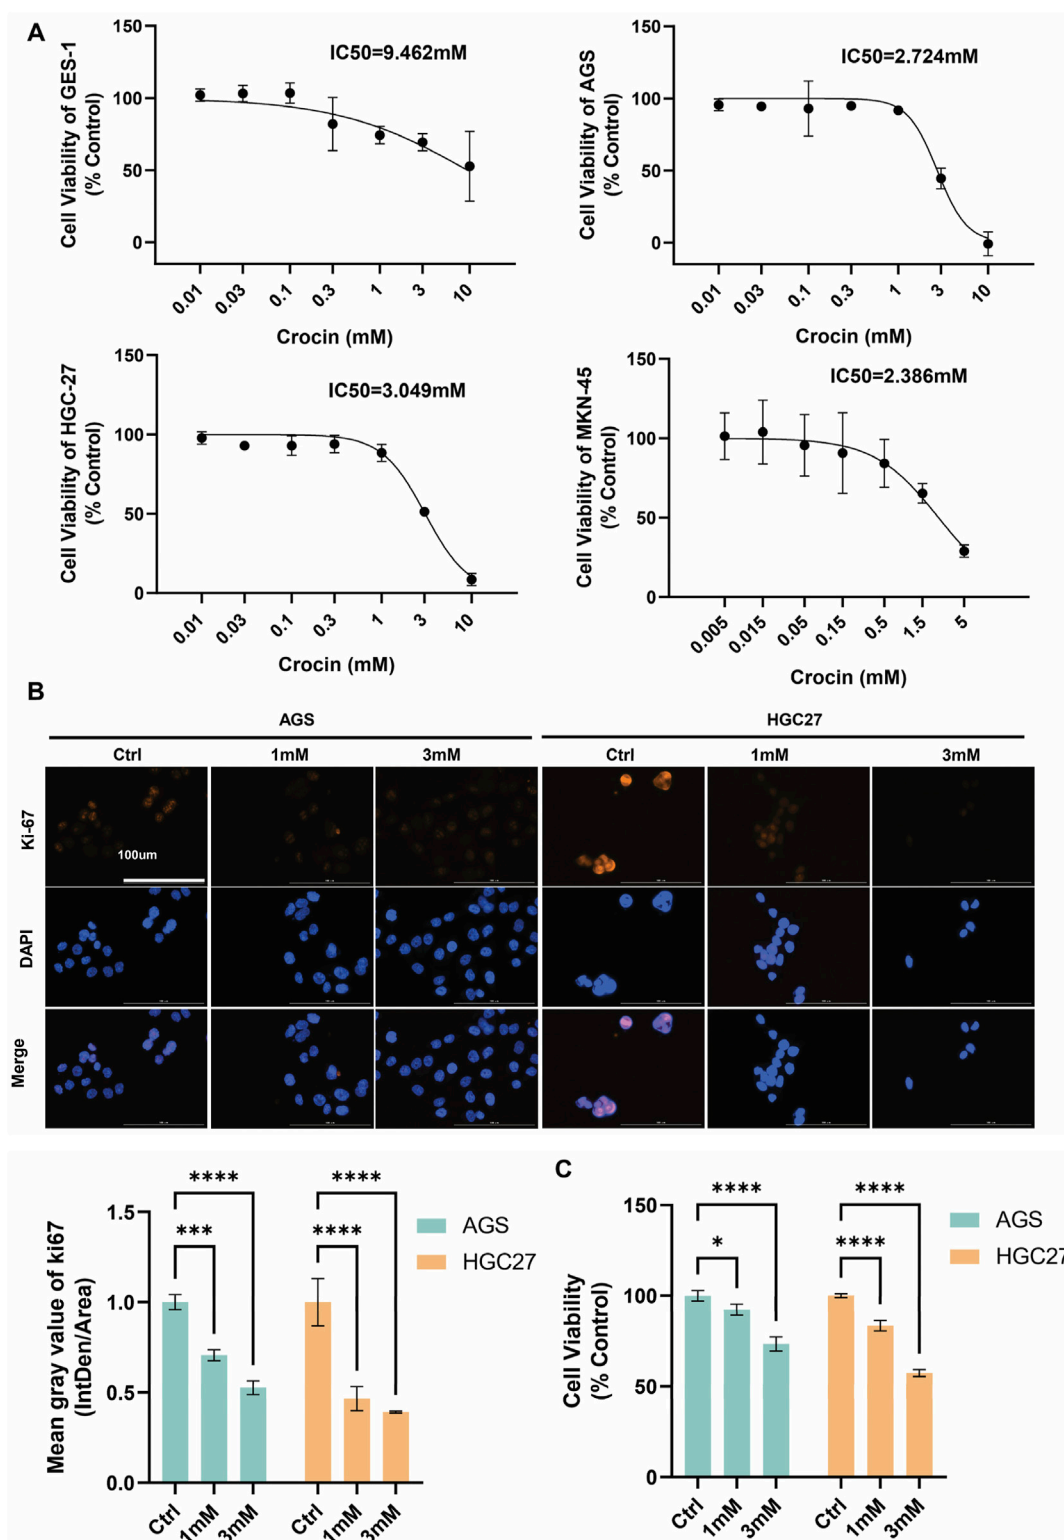 A
Cell Viability of GES-1
(% Control)
150
100
50
0
IC50=9.462mM
0.01
0.03
0.1
0.3
1
3
10
Crocin (mM)
Cell Viability of AGS
(% Control)
150
100
50
0
IC50=2.724mM
0.01
0.03
0.1
0.3
1
3
10
Crocin (mM)
Cell Viability of HGC-27
(% Control)
150
100
50
0
IC50=3.049mM
0.01
0.03
0.1
0.3
1
3
10
Crocin (mM)
Cell Viability of MKN-45
(% Control)
150
100
50
0
IC50=2.386mM
0.005
0.015
0.05
0.15
0.5
1.5
5
Crocin (mM)
B
AGS
HGC27
Ctrl 1mM 3mM Ctrl 1mM 3mM
Ki-67
100um
DAPI
Merge
Mean gray value of ki67
(IntDen/Area)
1.5
1.0
0.5
0.0
****
***
****
****
AGS
HGC27
Ctrl
1mM
3mM
Ctrl
1mM
3mM
C
Cell Viability
(% Control)
150
100
50
0
****
*
****
****
AGS
HGC27
Ctrl
1mM
3mM
Ctrl
1mM
3mM